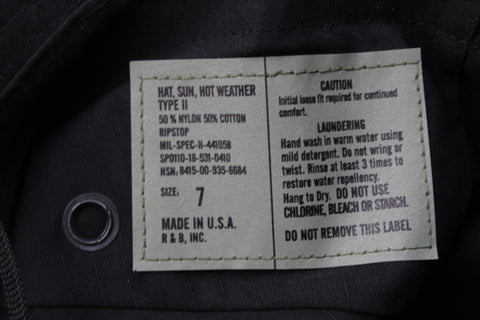 HAT, SUN, HOT WEATHER
TYPE II
50 % NYLON 50% COTTON
RIPSTOP
MIL-SPEC-H-44105B
SPO110-18-531-0410
NSN: 8415-00-935-6684
SIZE: 7
MADE IN U.S.A.
R & B, INC.
CAUTION
Initial loose fit required for continued
comfort.
LAUNDERING
Hand wash in warm water using
mild detergent. Do not wring or
twist. Rinse at least 3 times to
restore water repellency.
Hang to Dry. DO NOT USE
CHLORINE, BLEACH OR STARCH.
DO NOT REMOVE THIS LABEL